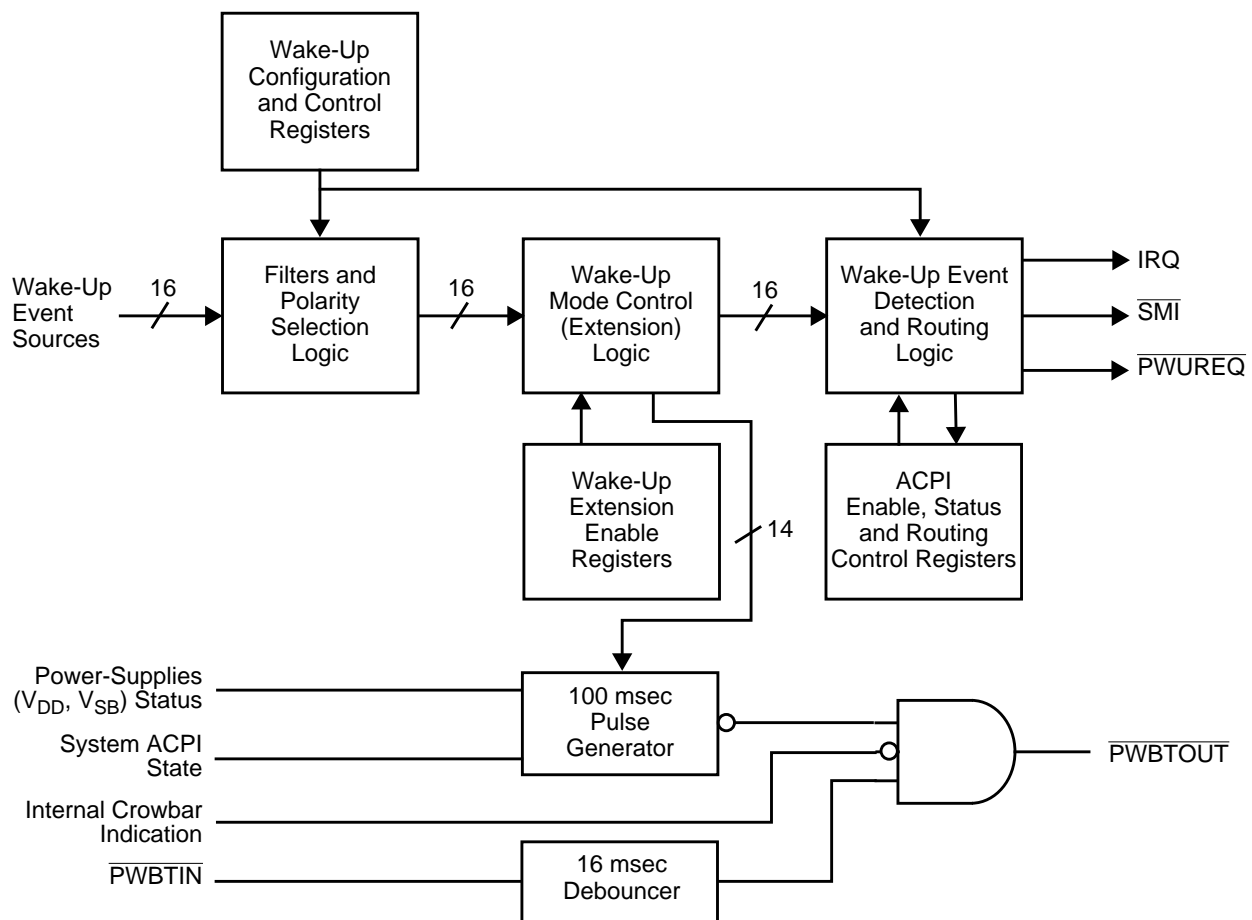 Wake-Up
Configuration
and Control
Registers
Wake-Up
Event
Sources
16
Filters and
Polarity
Selection
Logic
16
Wake-Up
Mode Control
(Extension)
Logic
16
Wake-Up Event
Detection
and Routing
Logic
IRQ
SMI
PWUREQ
Wake-Up
Extension
Enable
Registers
14
ACPI
Enable, Status
and Routing
Control Registers
Power-Supplies
(VDD, VSB) Status
System ACPI
State
100 msec
Pulse
Generator
Internal Crowbar
Indication
PWBTIN
16 msec
Debouncer
PWBTOUT